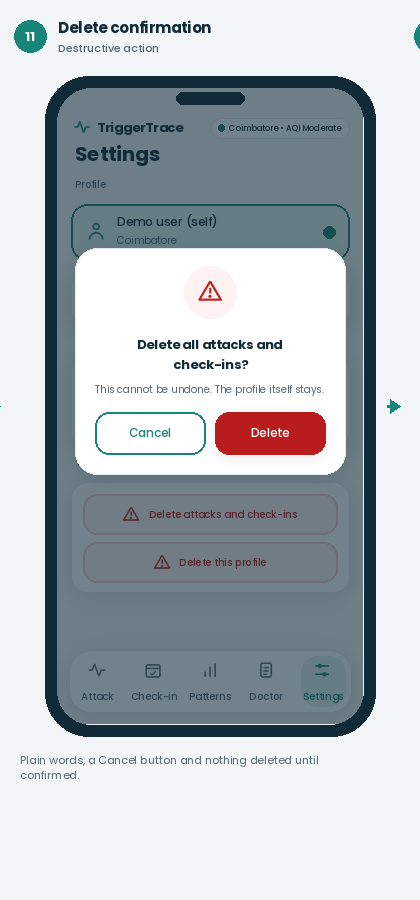 11
Delete confirmation
Destructive action
TriggerTrace
Coimbatore • AQI Moderate
Settings
Profile
Demo user (self)
Coimbatore
Delete all attacks and
check-ins?
This cannot be undone. The profile itself stays.
Cancel
Delete
Delete attacks and check-ins
Delete this profile
Attack
Check-in
Patterns
Doctor
Settings
Plain words, a Cancel button and nothing deleted until
confirmed.